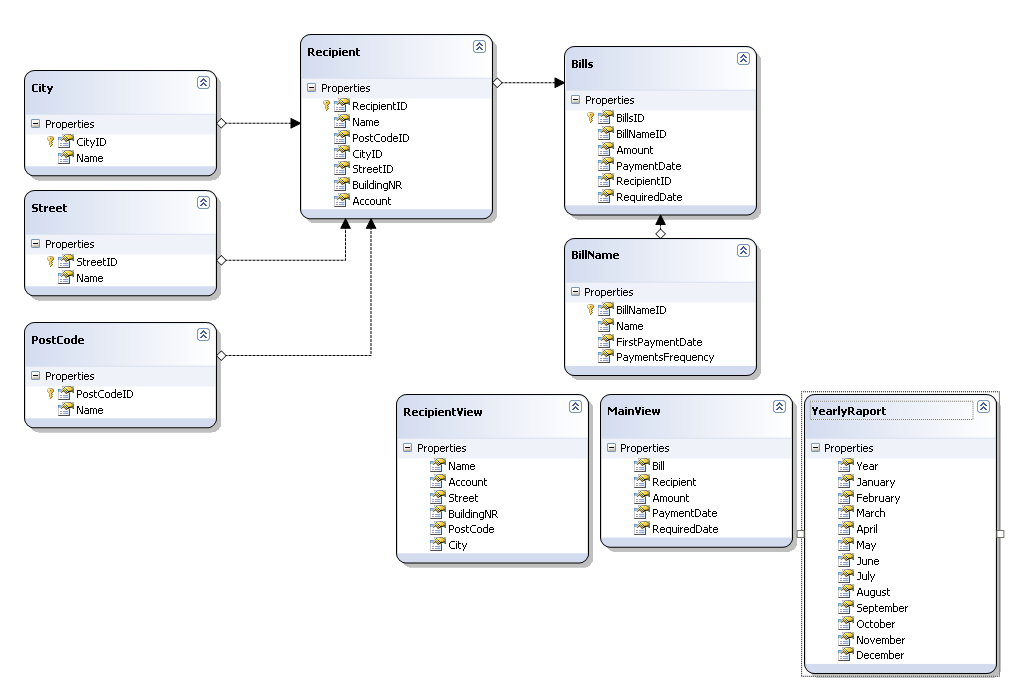 City
Properties
CityID
Name
Street
Properties
StreetID
Name
PostCode
Properties
PostCodeID
Name
Recipient
Properties
RecipientID
Name
PostCodeID
CityID
StreetID
BuildingNR
Account
Bills
Properties
BillsID
BillNameID
Amount
PaymentDate
RecipientID
RequiredDate
BillName
Properties
BillNameID
Name
FirstPaymentDate
PaymentsFrequency
RecipientView
Properties
Name
Account
Street
BuildingNR
PostCode
City
MainView
Properties
Bill
Recipient
Amount
PaymentDate
RequiredDate
YearlyRaport
Properties
Year
January
February
March
April
May
June
July
August
September
October
November
December